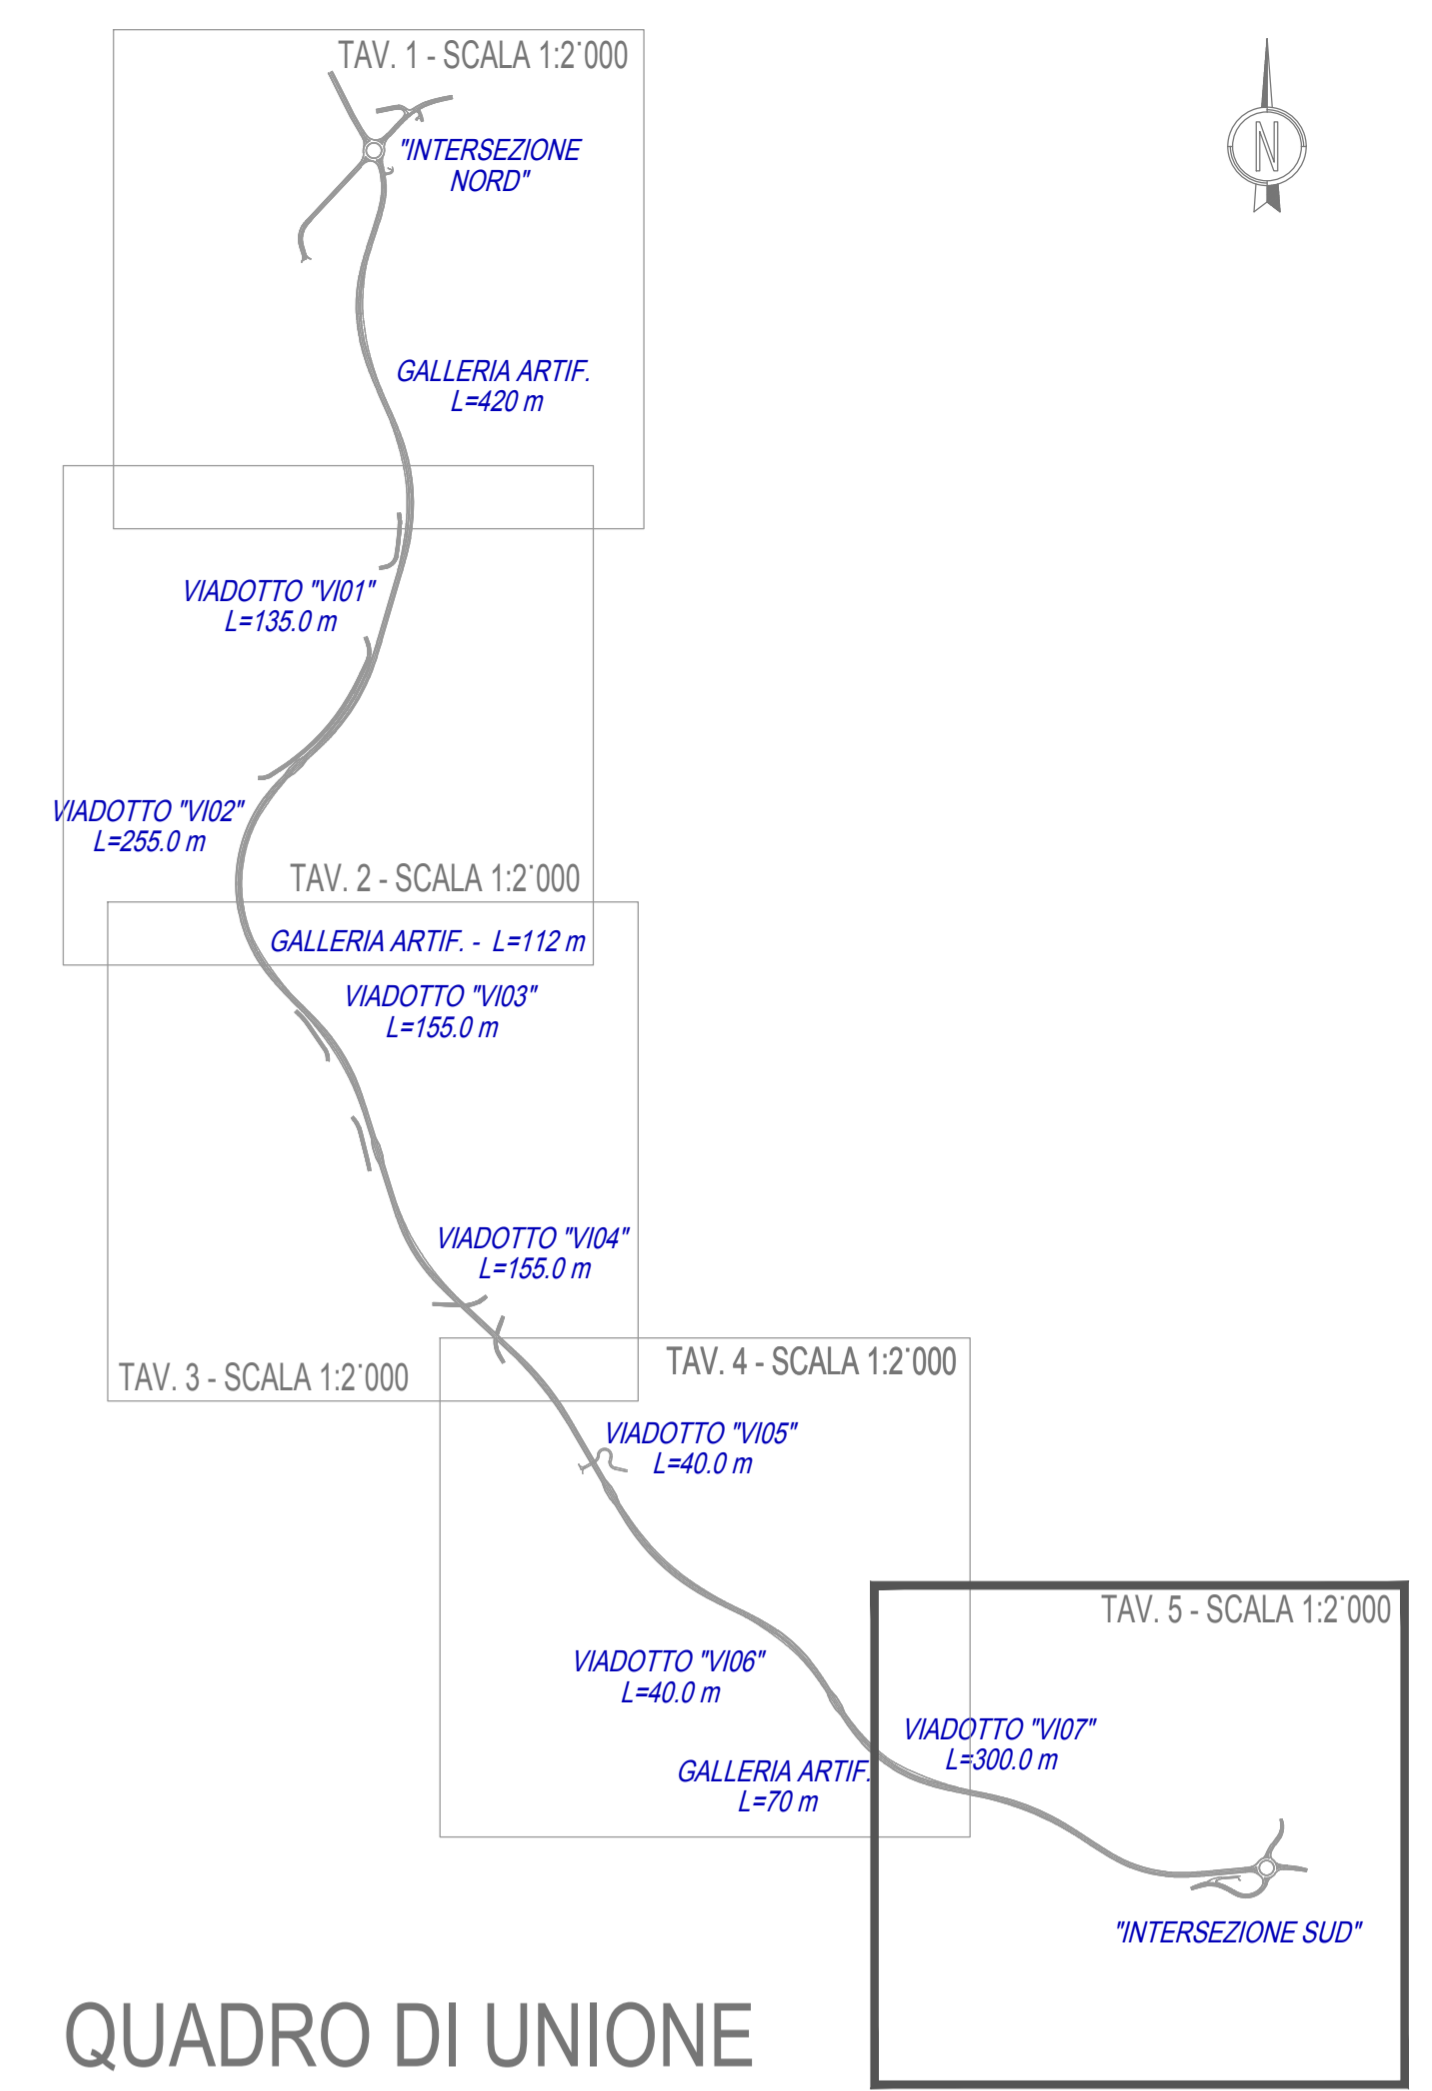 TAV. 1 - SCALA 1:2˙000
N
"INTERSEZIONE
NORD"
GALLERIA ARTIF.
L=420 m
VIADOTTO "VI01"
L=135.0 m
VIADOTTO "VI02"
L=255.0 m
TAV. 2 - SCALA 1:2˙000
GALLERIA ARTIF. - L=112 m
VIADOTTO "VI03"
L=155.0 m
VIADOTTO "VI04"
L=155.0 m
TAV. 3 - SCALA 1:2˙000
TAV. 4 - SCALA 1:2˙000
VIADOTTO "VI05"
L=40.0 m
TAV. 5 - SCALA 1:2˙000
VIADOTTO "VI06"
L=40.0 m
VIADOTTO "VI07"
L=300.0 m
GALLERIA ARTIF.
L=70 m
"INTERSEZIONE SUD"
QUADRO DI UNIONE